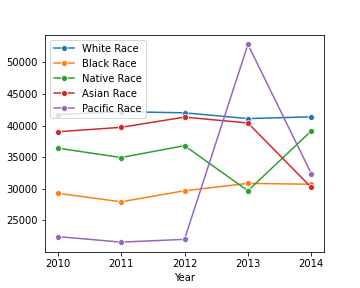 White Race
Black Race
Native Race
Asian Race
Pacific Race
50000
45000
40000
35000
30000
25000
2010 2011 2012 2013 2014
Year